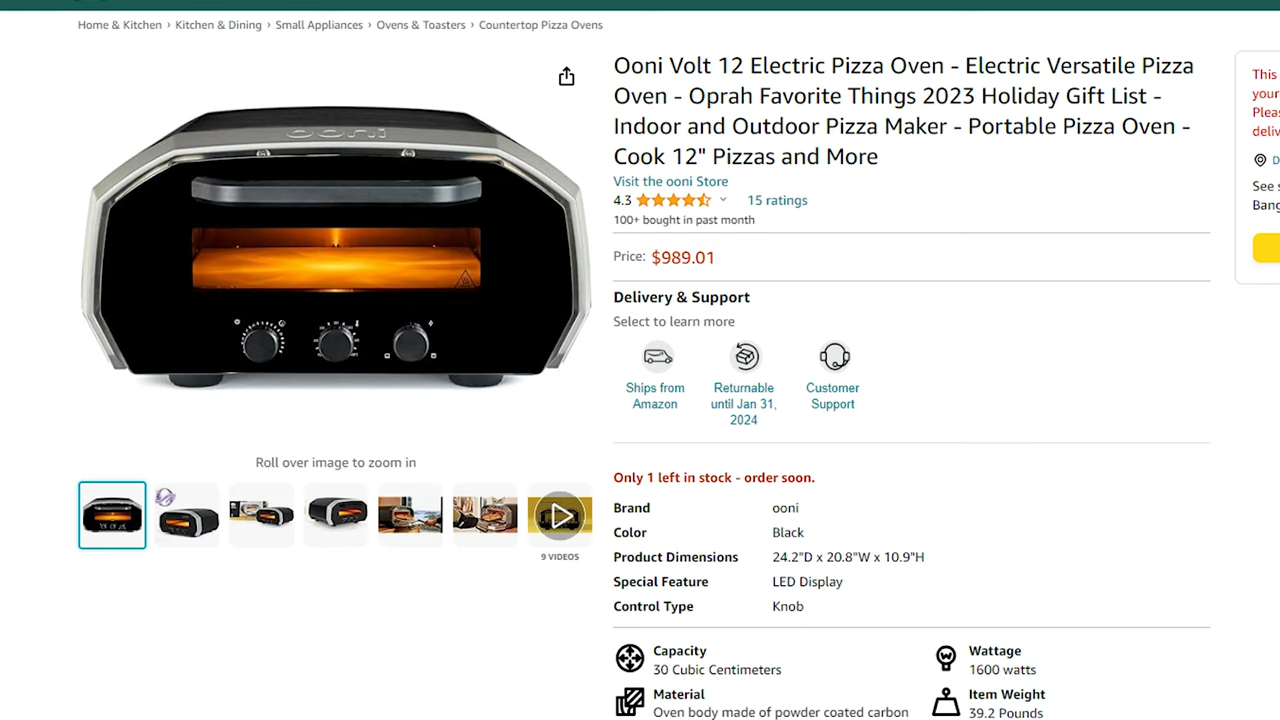 Home & Kitchen › Kitchen & Dining › Small Appliances › Ovens & Toasters › Countertop Pizza Ovens
ooni
Roll over image to zoom in
9 VIDEOS
Ooni Volt 12 Electric Pizza Oven - Electric Versatile Pizza
Oven - Oprah Favorite Things 2023 Holiday Gift List -
Indoor and Outdoor Pizza Maker - Portable Pizza Oven -
Cook 12" Pizzas and More
Visit the ooni Store
4.3 15 ratings
100+ bought in past month
Price: $989.01
Delivery & Support
Select to learn more
Ships from
Amazon
Returnable
until Jan 31,
2024
Customer
Support
Only 1 left in stock - order soon.
Brand ooni
Color Black
Product Dimensions 24.2"D x 20.8"W x 10.9"H
Special Feature LED Display
Control Type Knob
Capacity
30 Cubic Centimeters
Wattage
1600 watts
Material
Oven body made of powder coated carbon
Item Weight
39.2 Pounds
This
your
Pleas
deliv
D
See s
Bang